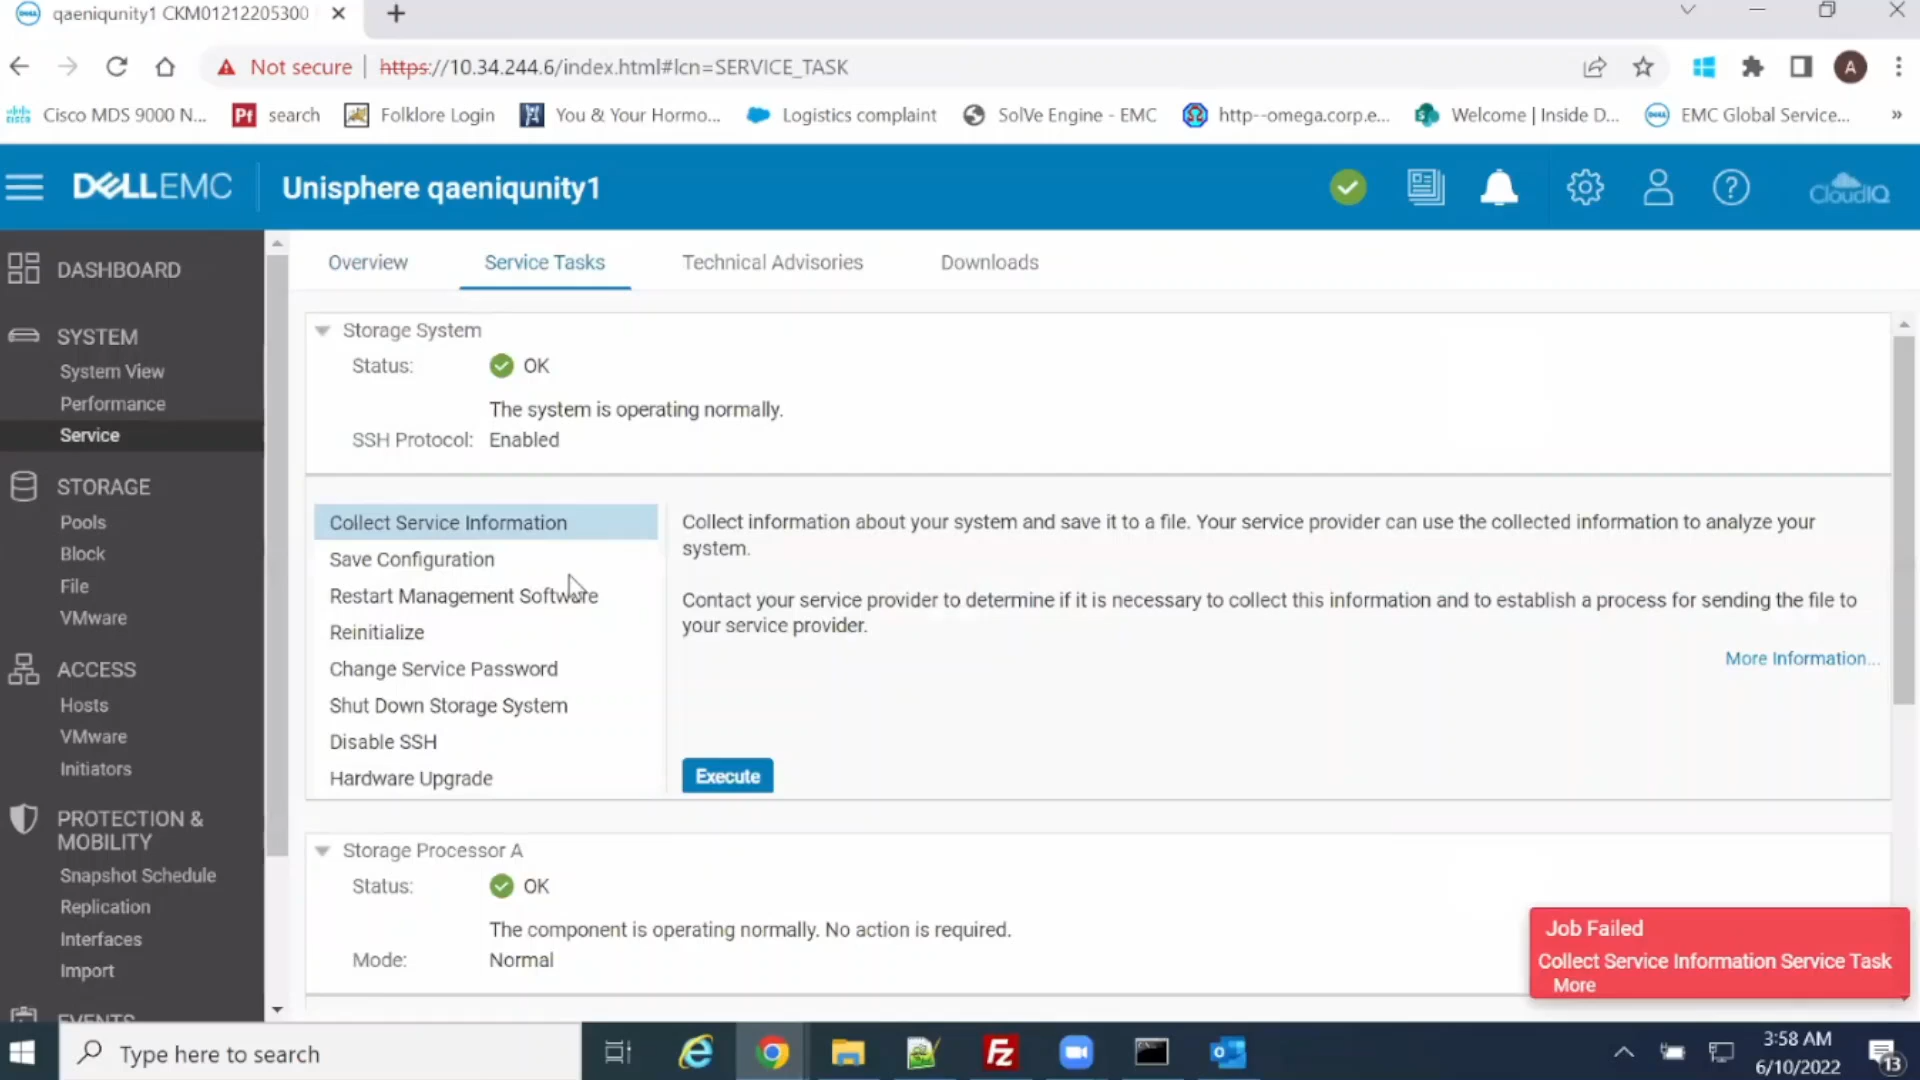 qaeniqunity1 CKM01212205300
Not secure
https://10.34.244.6/index.html#lcn=SERVICE_TASK
A
cisco
Cisco MDS 9000 N...
Pf
search
Folklore Login
You & Your Hormo...
Logistics complaint
SolVe Engine - EMC
http--omega.corp.e...
Welcome | Inside D...
EMC Global Service...
»
DELLEMC
Unisphere qaeniqunity1
CloudIQ
DASHBOARD
SYSTEM
System View
Performance
Service
STORAGE
Pools
Block
File
VMware
ACCESS
Hosts
VMware
Initiators
PROTECTION &
MOBILITY
Snapshot Schedule
Replication
Interfaces
Import
EVENTS
Overview
Service Tasks
Technical Advisories
Downloads
Storage System
Status:
OK
The system is operating normally.
SSH Protocol: Enabled
Collect Service Information
Save Configuration
Restart Management Software
Reinitialize
Change Service Password
Shut Down Storage System
Disable SSH
Hardware Upgrade
Collect information about your system and save it to a file. Your service provider can use the collected information to analyze your
system.
Contact your service provider to determine if it is necessary to collect this information and to establish a process for sending the file to
your service provider.
More Information...
Execute
Storage Processor A
Status:
OK
The component is operating normally. No action is required.
Mode:
Normal
Job Failed
Collect Service Information Service Task
More
Type here to search
3:58 AM
6/10/2022
13